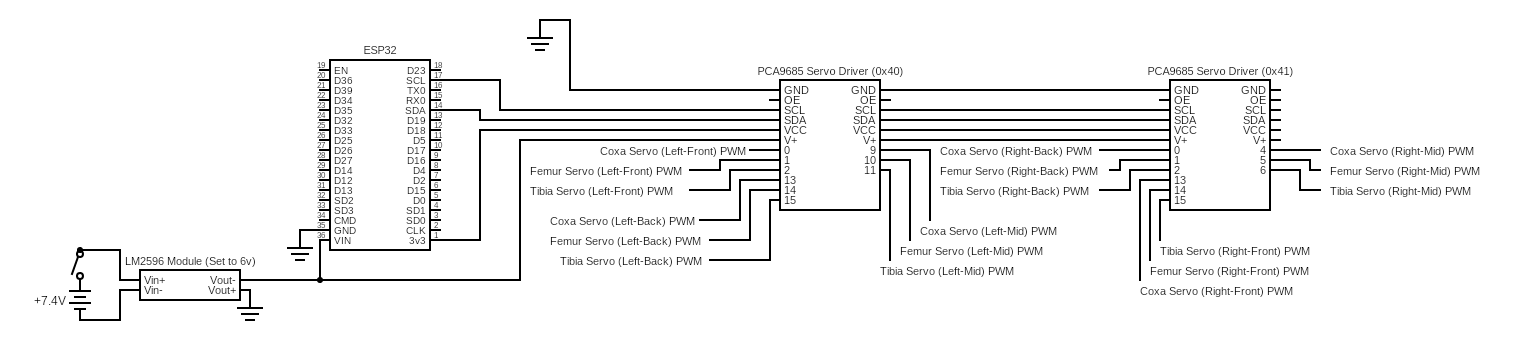 ESP32
19 EN D23 18
20 D36 SCL 17
21 D39 TX0 16
22 D34 RX0 15
23 D35 SDA 14
24 D32 D19 13
25 D33 D18 12
26 D25 D5 11
27 D26 D17 10
28 D27 D16 9
29 D14 D4 8
30 D12 D2 7
31 D13 D15 6
32 SD2 D0 5
33 SD3 SD1 4
34 CMD SD0 3
35 GND CLK 2
36 VIN 3v3 1
LM2596 Module (Set to 6v)
Vin+ Vout-
Vin- Vout+
+7.4V
PCA9685 Servo Driver (0x40)
GND GND
OE OE
SCL SCL
SDA SDA
VCC VCC
V+ V+
0 9
1 10
2 11
13
14
15
Coxa Servo (Left-Front) PWM
Femur Servo (Left-Front) PWM
Tibia Servo (Left-Front) PWM
Coxa Servo (Left-Back) PWM
Femur Servo (Left-Back) PWM
Tibia Servo (Left-Back) PWM
Coxa Servo (Left-Mid) PWM
Femur Servo (Left-Mid) PWM
Tibia Servo (Left-Mid) PWM
PCA9685 Servo Driver (0x41)
GND GND
OE OE
SCL SCL
SDA SDA
VCC VCC
V+ V+
0 4
1 5
2 6
13
14
15
Coxa Servo (Right-Back) PWM
Femur Servo (Right-Back) PWM
Tibia Servo (Right-Back) PWM
Coxa Servo (Right-Mid) PWM
Femur Servo (Right-Mid) PWM
Tibia Servo (Right-Mid) PWM
Tibia Servo (Right-Front) PWM
Femur Servo (Right-Front) PWM
Coxa Servo (Right-Front) PWM